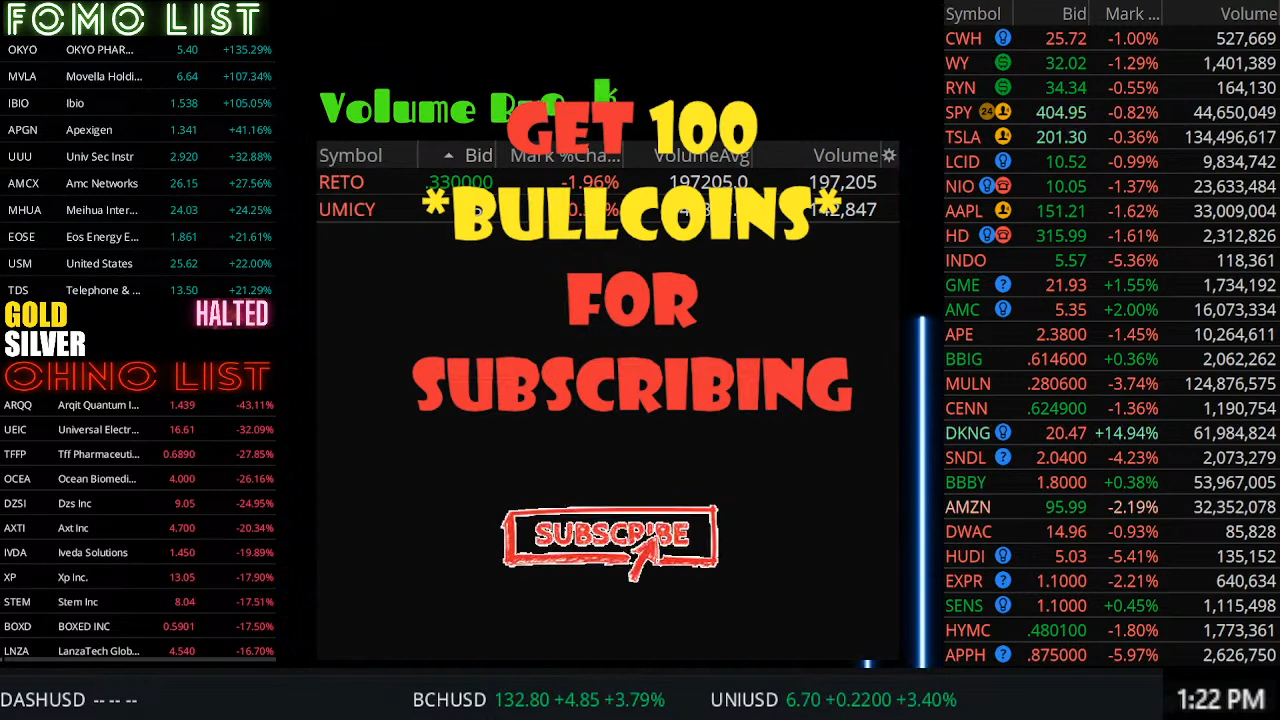 FOMO LIST
OKYO OKYO PHAR... 5.40 +135.29%
MVLA Movella Holdi... 6.64 +107.34%
IBIO Ibio 1.538 +105.05%
APGN Apexigen 1.341 +41.16%
UUU Univ Sec Instr 2.920 +32.88%
AMCX Amc Networks 26.15 +27.56%
MHUA Meihua Inter... 24.03 +24.25%
EOSE Eos Energy E... 1.861 +21.61%
USM United States 25.62 +22.00%
TDS Telephone & ... 13.50 +21.29%
GOLD HALTED
SILVER
OHNO LIST
ARQQ Arqit Quantum I... 1.439 -43.11%
UEIC Universal Electr... 16.61 -32.09%
TFFP Tff Pharmaceuti... 0.6890 -27.85%
OCEA Ocean Biomedi... 4.000 -26.16%
DZSI Dzs Inc 9.05 -24.95%
AXTI Axt Inc 4.700 -20.34%
IVDA Iveda Solutions 1.450 -19.89%
XP Xp Inc. 13.05 -17.90%
STEM Stem Inc 8.04 -17.51%
BOXD BOXED INC 0.5901 -17.50%
LNZA LanzaTech Glob... 4.540 -16.70%
Volume
GET 100
*BULLCOINS*
FOR
SUBSCRIBING
SUBSCRIBE
Symbol Bid Mark %Cha... VolumeAvg Volume
RETO .330000 -1.96% 197205.0 197,205
UMICY
Symbol Bid Mark ... Volume
CWH 25.72 -1.00% 527,669
WY 32.02 -1.29% 1,401,389
RYN 34.34 -0.55% 164,130
SPY 24 404.95 -0.82% 44,650,049
TSLA 201.30 -0.36% 134,496,617
LCID 10.52 -0.99% 9,834,742
NIO 10.05 -1.37% 23,633,484
AAPL 151.21 -1.62% 33,009,004
HD 315.99 -1.61% 2,312,826
INDO 5.57 -5.36% 118,361
GME ? 21.93 +1.55% 1,734,192
AMC 5.35 +2.00% 16,073,334
APE 2.3800 -1.45% 10,264,611
BBIG .614600 +0.36% 2,062,262
MULN .280600 -3.74% 124,876,575
CENN .624900 -1.36% 1,190,754
DKNG 20.47 +14.94% 61,984,824
SNDL ? 2.0400 -4.23% 2,073,279
BBBY 1.8000 +0.38% 53,967,005
AMZN 95.99 -2.19% 32,352,078
DWAC 14.96 -0.93% 85,828
HUDI 5.03 -5.41% 135,152
EXPR ? 1.1000 -2.21% 640,634
SENS 1.1000 +0.45% 1,115,498
HYMC .480100 -1.80% 1,773,361
APPH ? .875000 -5.97% 2,626,750
DASHUSD -- -- -- BCHUSD 132.80 +4.85 +3.79% UNIUSD 6.70 +0.2200 +3.40% 1:22 PM